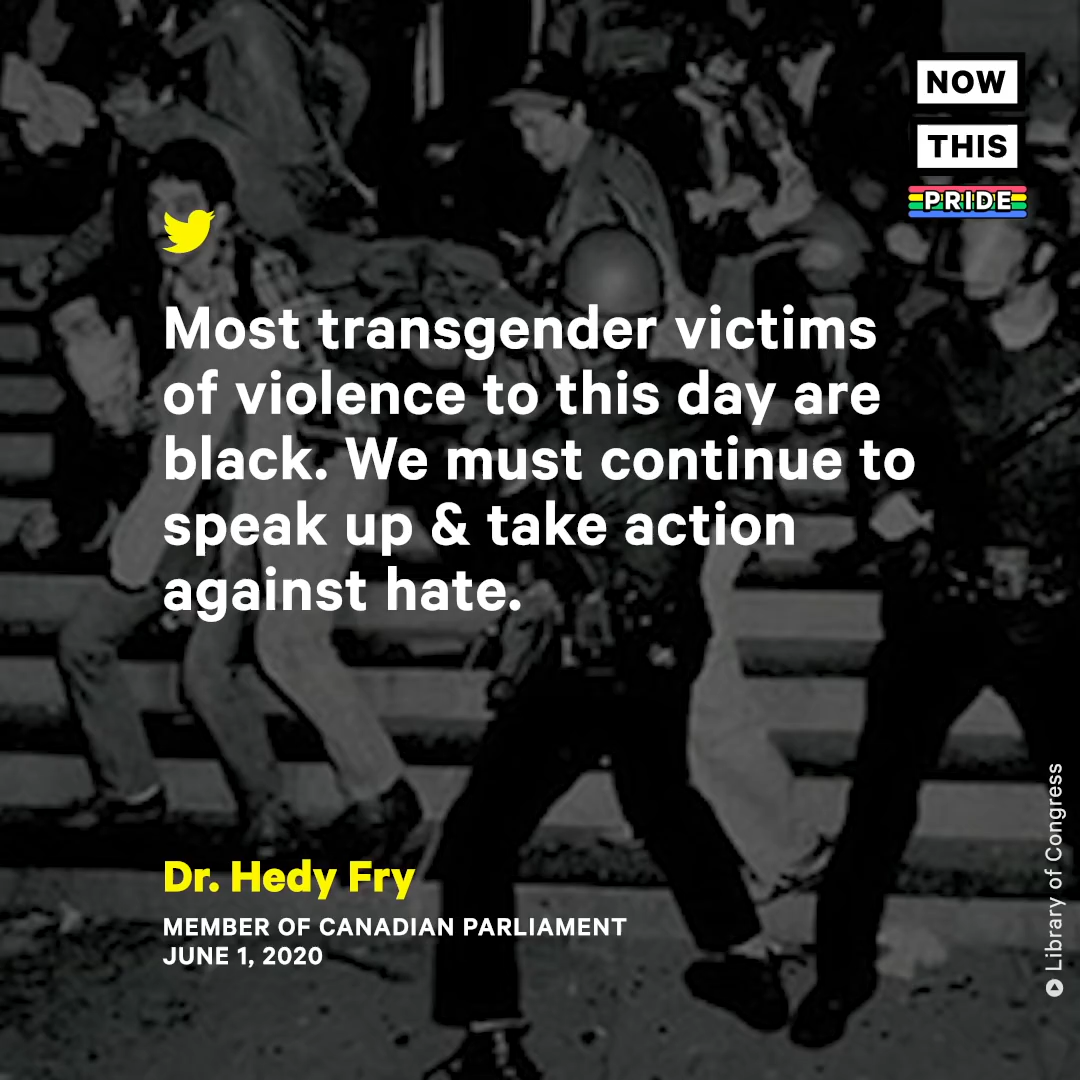 NOW
THIS
PRIDE
Most transgender victims
of violence to this day are
black. We must continue to
speak up & take action
against hate.
Dr. Hedy Fry
MEMBER OF CANADIAN PARLIAMENT
JUNE 1, 2020
Library of Congress